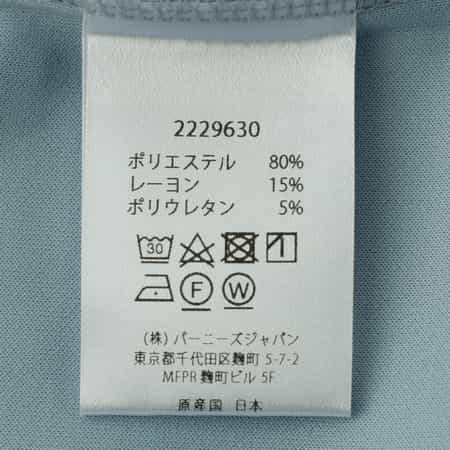 2229630
ポリエステル 80%
レーヨン 15%
ポリウレタン 5%
30
F W
(株) バーニーズジャパン
東京都千代田区麹町 5-7-2
MFPR 麹町ビル 5F
原産国 日本